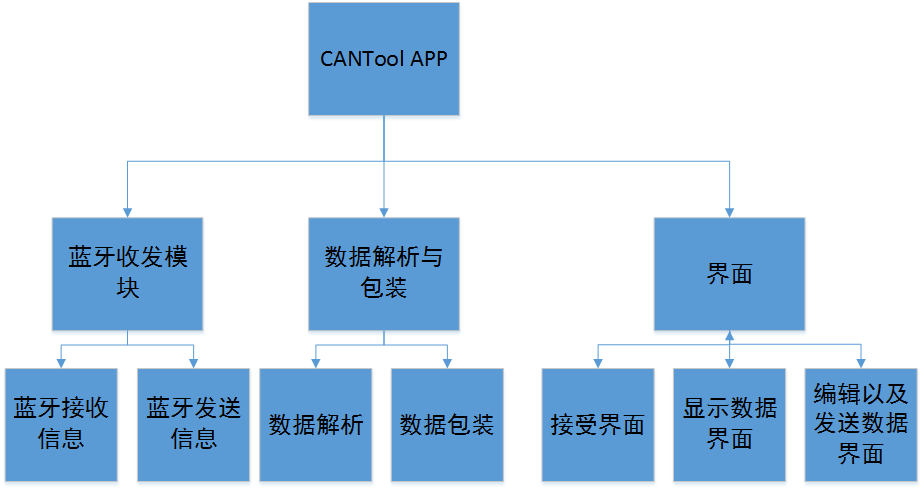 CANTool APP
蓝牙收发模
块
数据解析与
包装
界面
蓝牙接收
信息
蓝牙发送
信息
数据解析
数据包装
接受界面
显示数据
界面
编辑以及
发送数据
界面